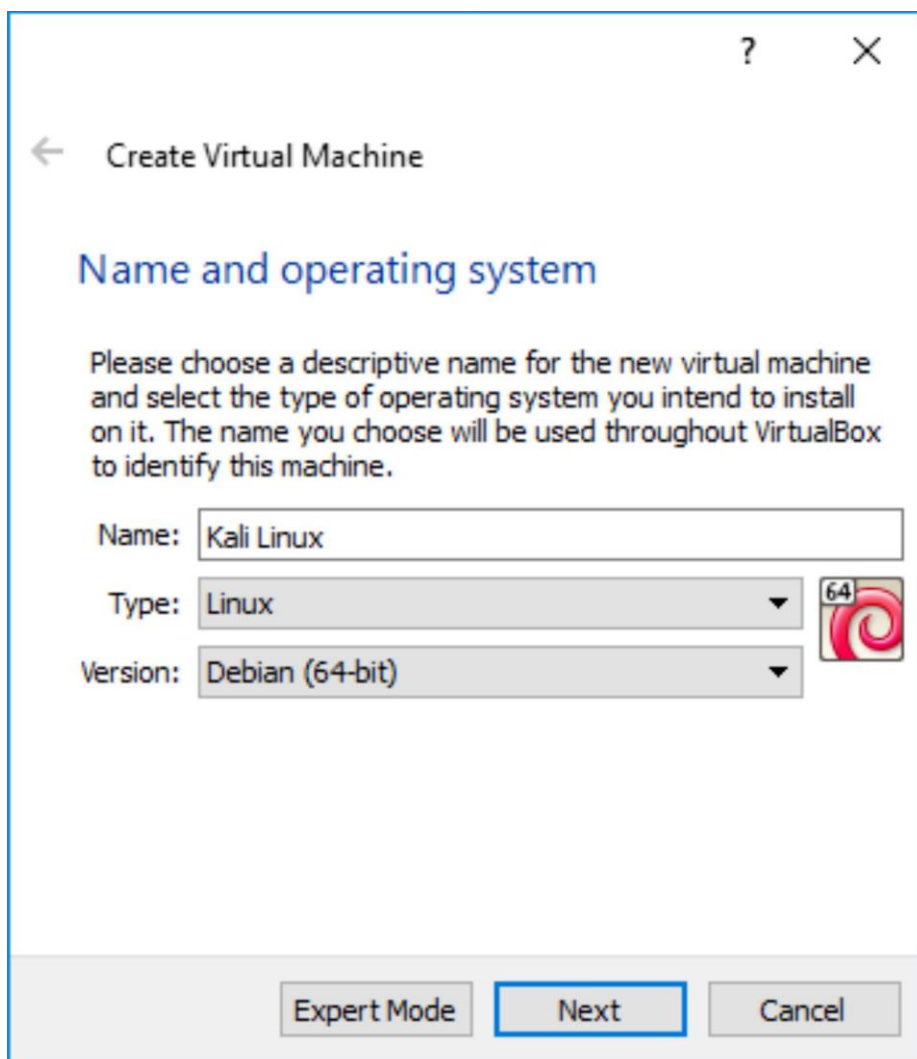 ?
Create Virtual Machine
Name and operating system
Please choose a descriptive name for the new virtual machine
and select the type of operating system you intend to install
on it. The name you choose will be used throughout VirtualBox
to identify this machine.
Name: Kali Linux
Type: Linux
64
Version: Debian (64-bit)
Expert Mode Next Cancel